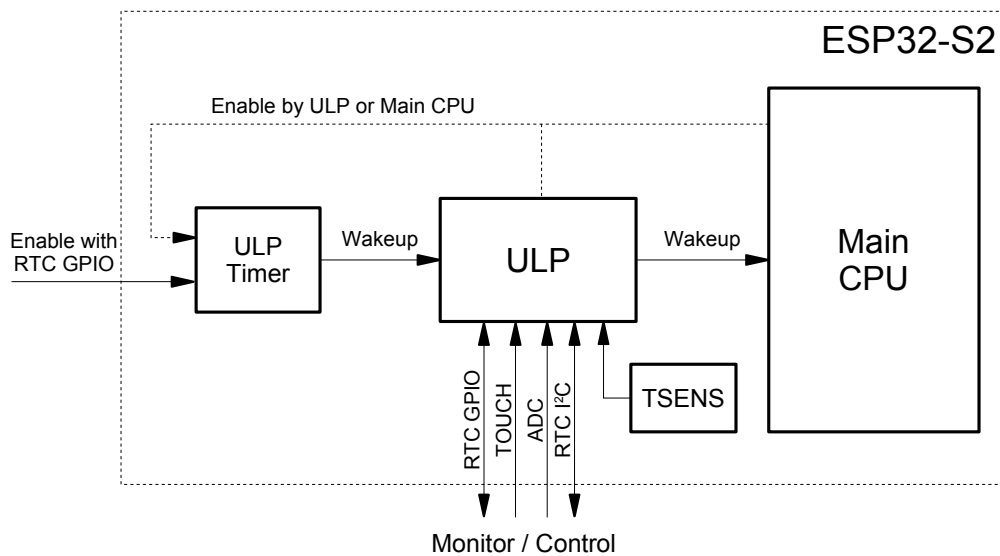 ESP32-S2
Enable by ULP or Main CPU
Enable with
RTC GPIO
ULP
Timer
Wakeup
ULP
Wakeup
Main
CPU
RTC GPIO
TOUCH
ADC
RTC I²C
TSENS
Monitor / Control